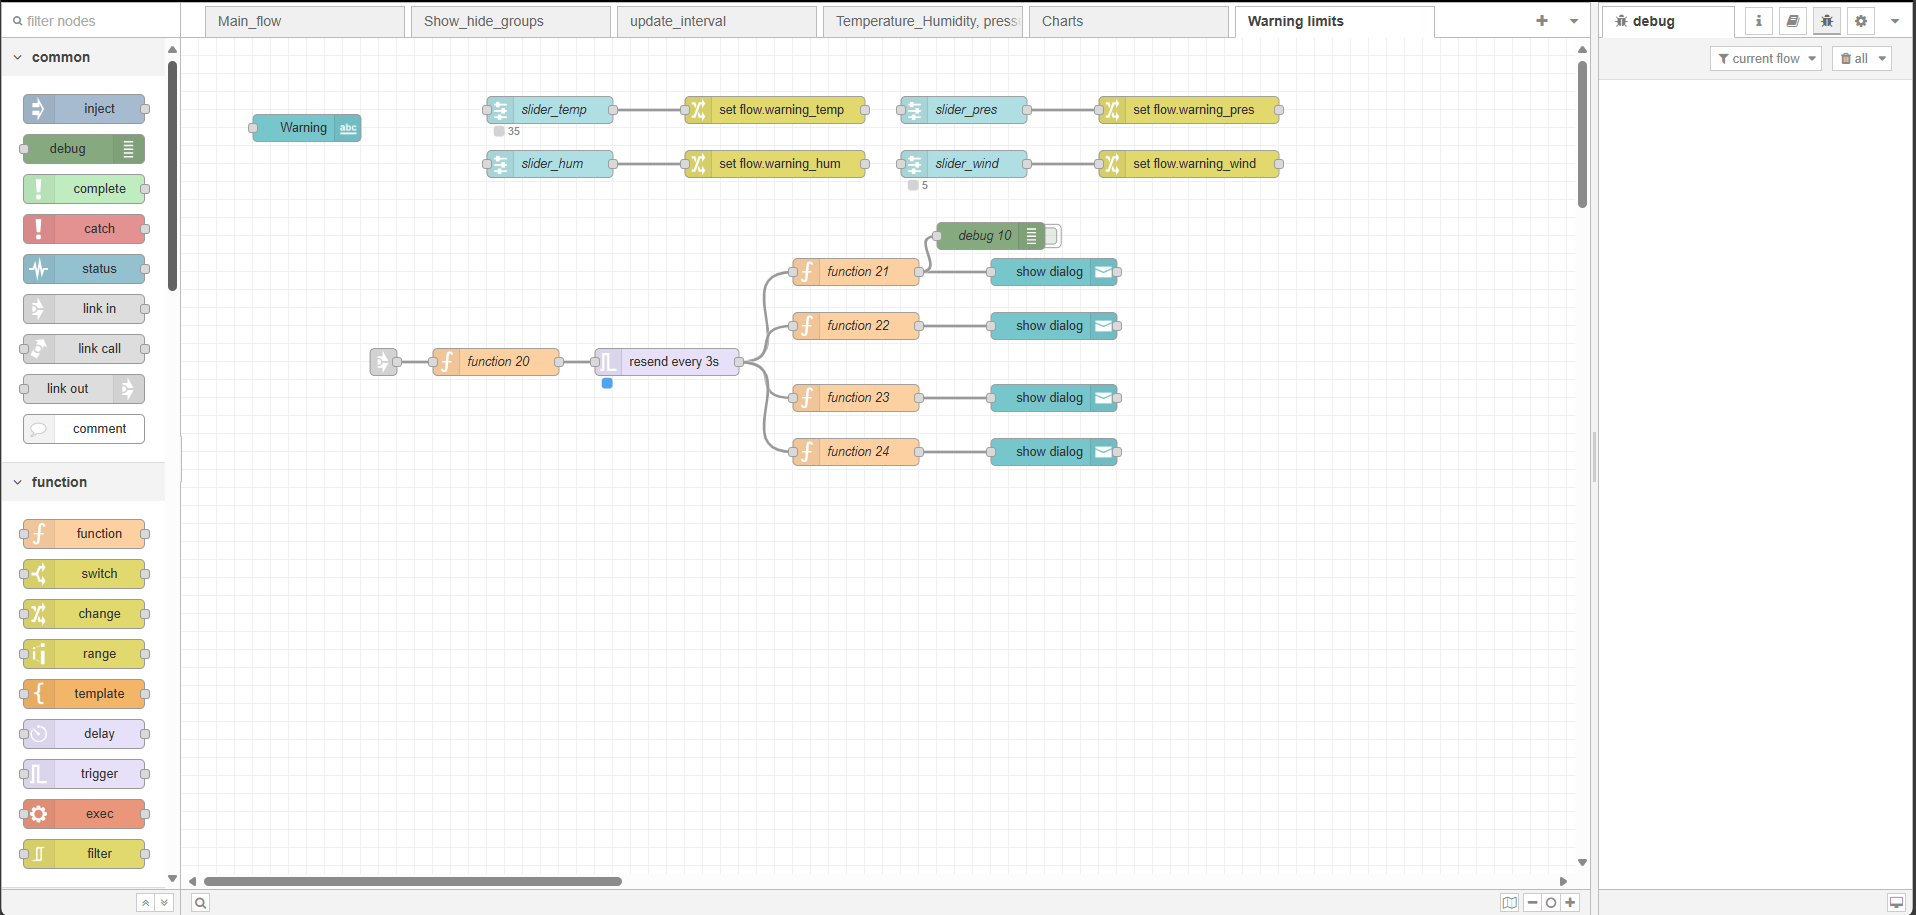 filter nodes
Main_flow
Show_hide_groups
update_interval
Temperature_Humidity, press
Charts
Warning limits
debug
current flow
all
common
inject
debug
complete
catch
status
link in
link call
link out
comment
function
function
switch
change
range
template
delay
trigger
exec
filter
Warning
abc
slider_temp
35
set flow.warning_temp
slider_pres
set flow.warning_pres
slider_hum
set flow.warning_hum
slider_wind
5
set flow.warning_wind
debug 10
function 21
show dialog
function 22
show dialog
function 20
resend every 3s
function 23
show dialog
function 24
show dialog